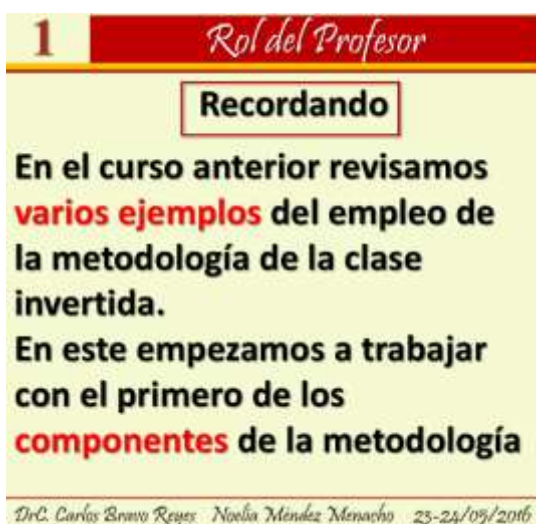 1
Rol del Profesor
Recordando
En el curso anterior revisamos
varios ejemplos del empleo de
la metodología de la clase
invertida.
En este empezamos a trabajar
con el primero de los
componentes de la metodología
DrC. Carlos Bravo Reyes Noelia Méndez Menacho 23-24/05/2016